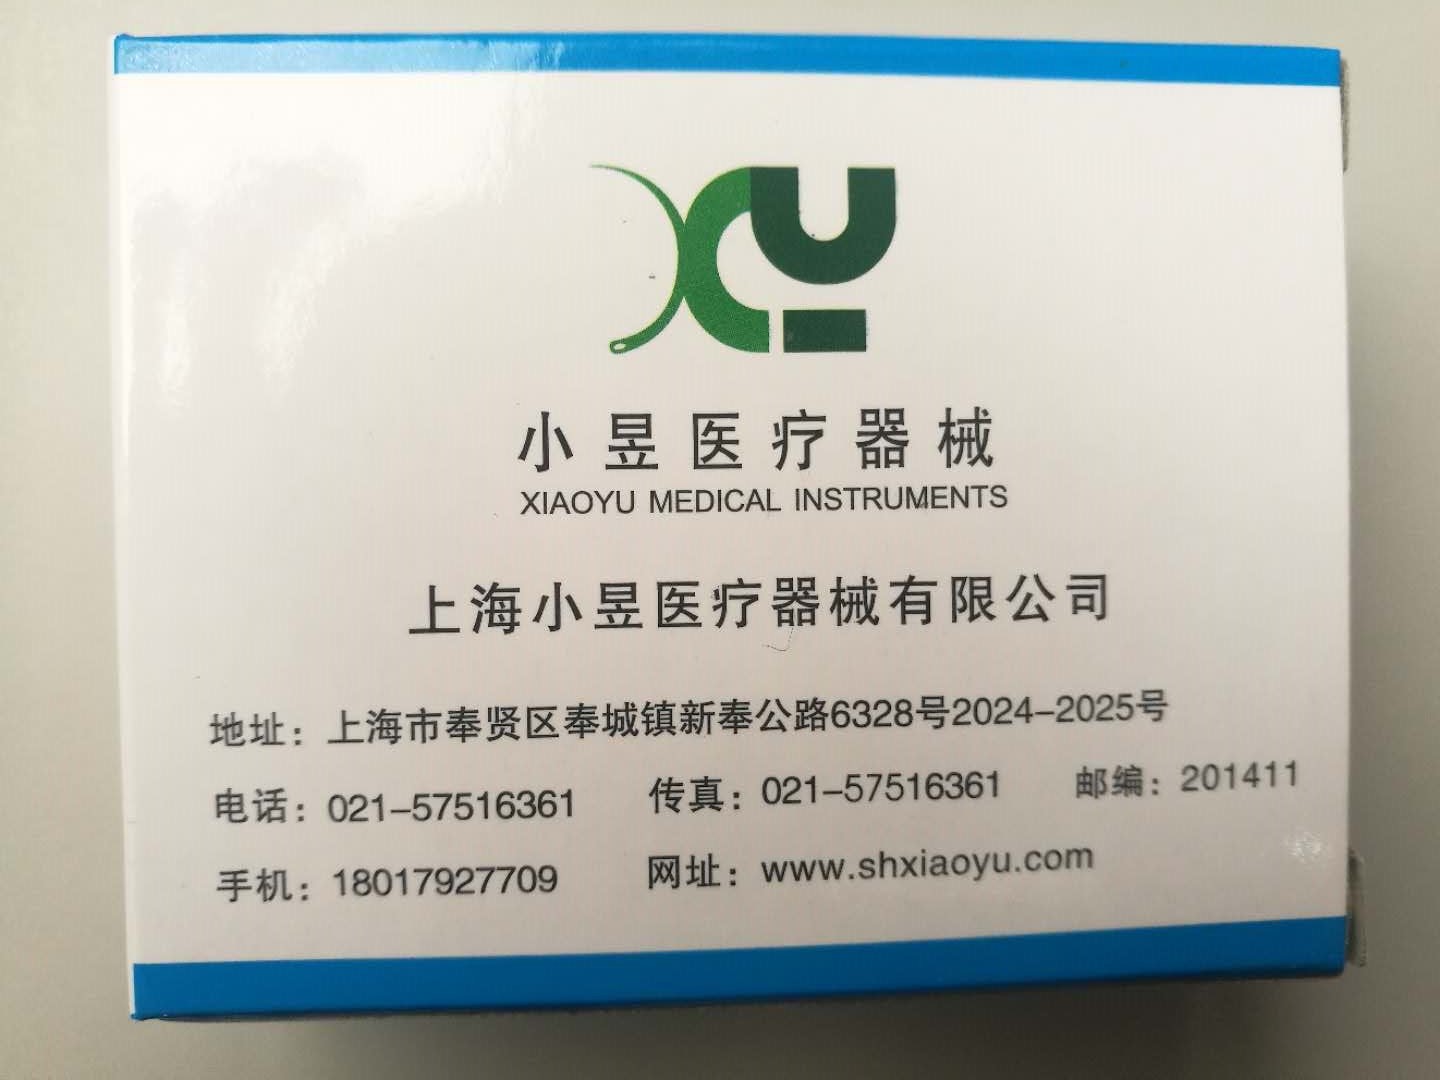 XY
小昱医疗器械
XIAOYU MEDICAL INSTRUMENTS
上海小昱医疗器械有限公司
地址：上海市奉贤区奉城镇新奉公路6328号2024-2025号
电话：021-57516361 传真：021-57516361 邮编：201411
手机：18017927709 网址：www.shxiaoyu.com